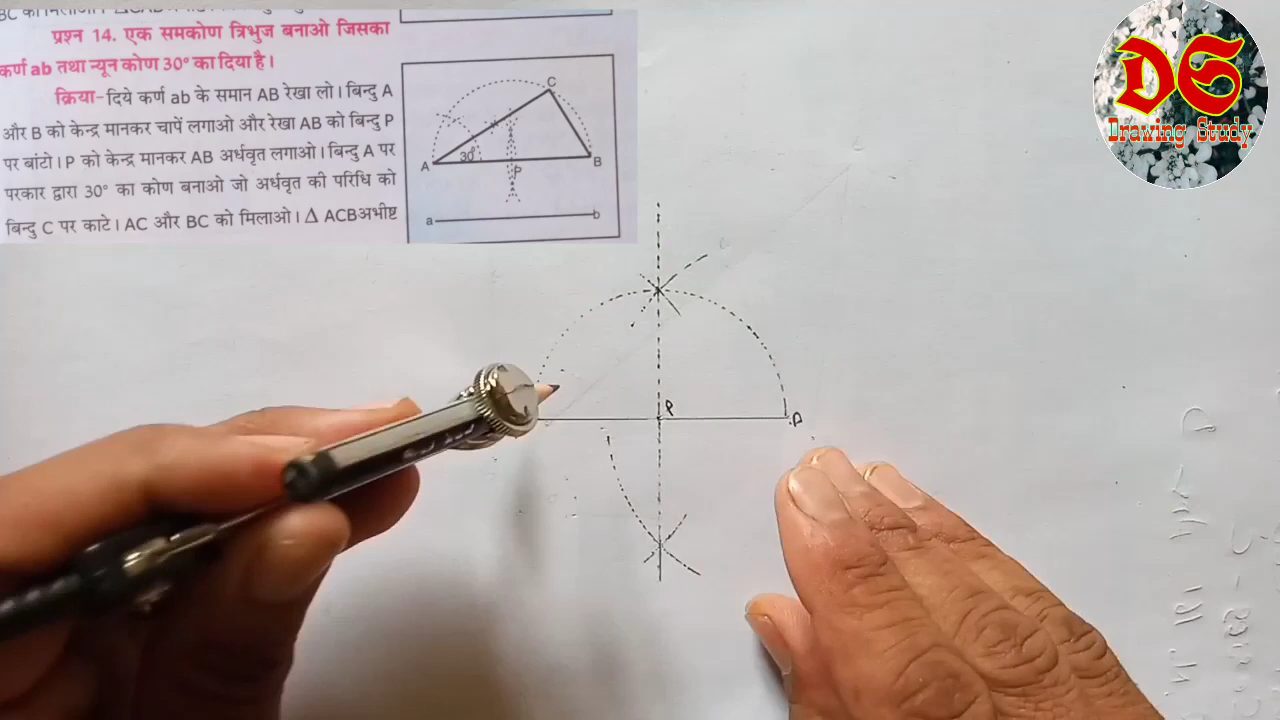 प्रश्न 14. एक समकोण त्रिभुज बनाओ जिसका
कर्ण ab तथा न्यून कोण 30° का दिया है।
क्रिया–दिये कर्ण ab के समान AB रेखा लो। बिन्दु A
और B को केन्द्र मानकर चापें लगाओ और रेखा AB को बिन्दु P
पर बांटो। P को केन्द्र मानकर AB अर्धवृत लगाओ। बिन्दु A पर
परकार द्वारा 30° का कोण बनाओ जो अर्धवृत की परिधि को
बिन्दु C पर काटे। AC और BC को मिलाओ। Δ ACB अभीष्ट
C
A
30°
P
B
a
b
DS
Drawing Study
P